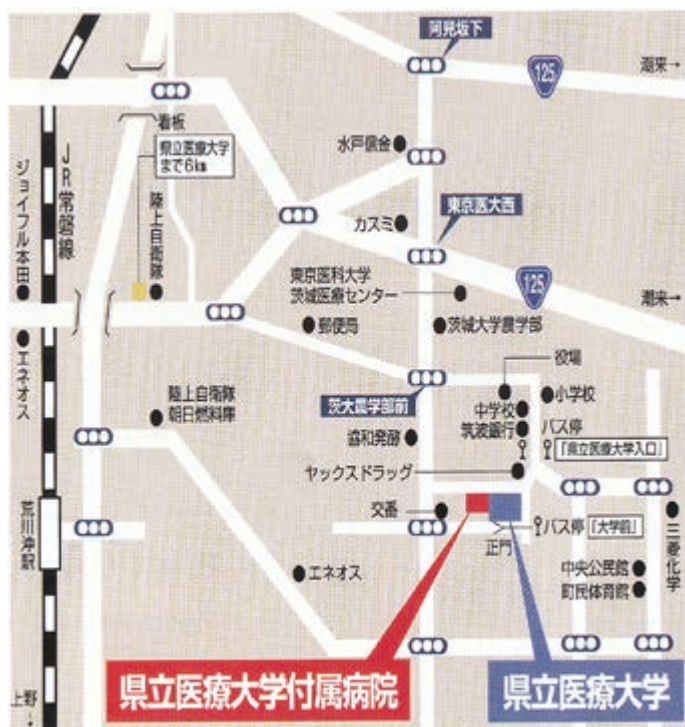 阿見坂下
125
潮来→
看板
県立医療大学
まで6km
水戸信金
JR常磐線
ジョイフル本田
陸上自衛隊
カスミ
東京医大西
125
東京医科大学
茨城医療センター
潮来→
郵便局
茨城大学農学部
エネオス
役場
陸上自衛隊
朝日燃料庫
茨大農学部前
小学校
中学校
筑波銀行
バス停
「県立医療大学入口」
協和発酵
ヤックスドラッグ
荒川沖駅
交番
正門
バス停「大学前」
三菱化学
エネオス
中央公民館
町民体育館
県立医療大学付属病院
県立医療大学
上野→